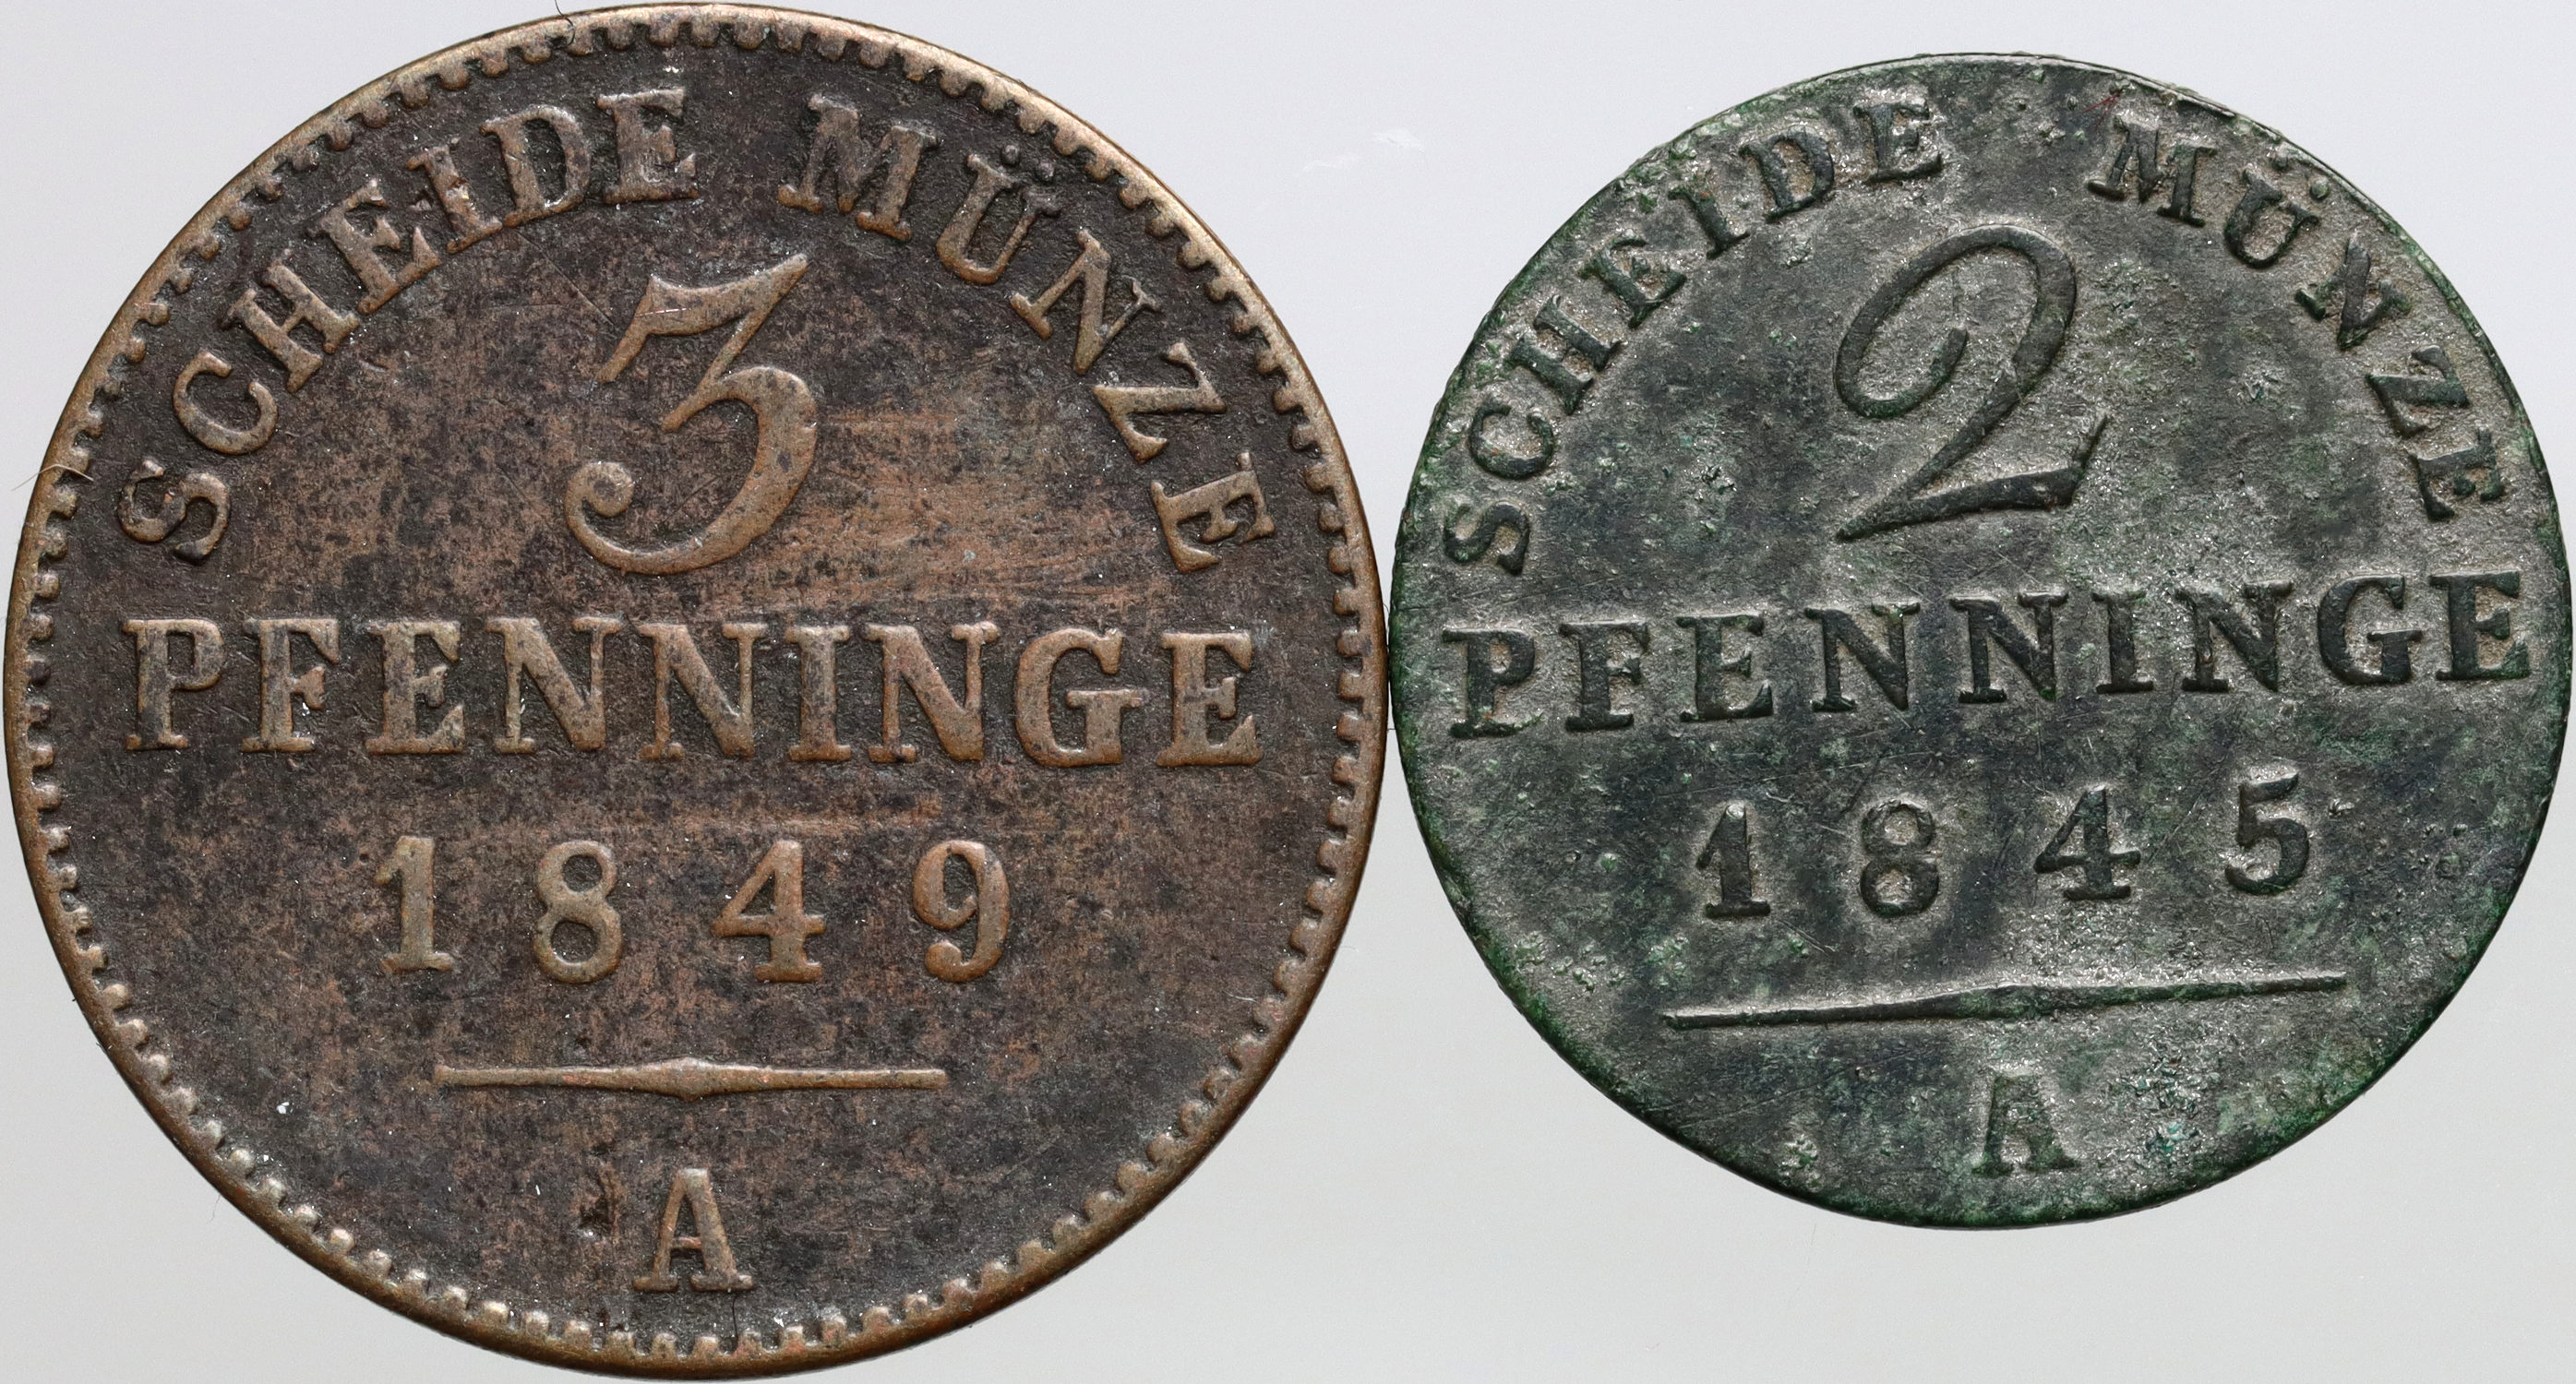 SCHEIDE MÜNZE
3
PFENNINGE
1849
A
SCHEIDE MÜNZE
2
PFENNINGE
1845
A